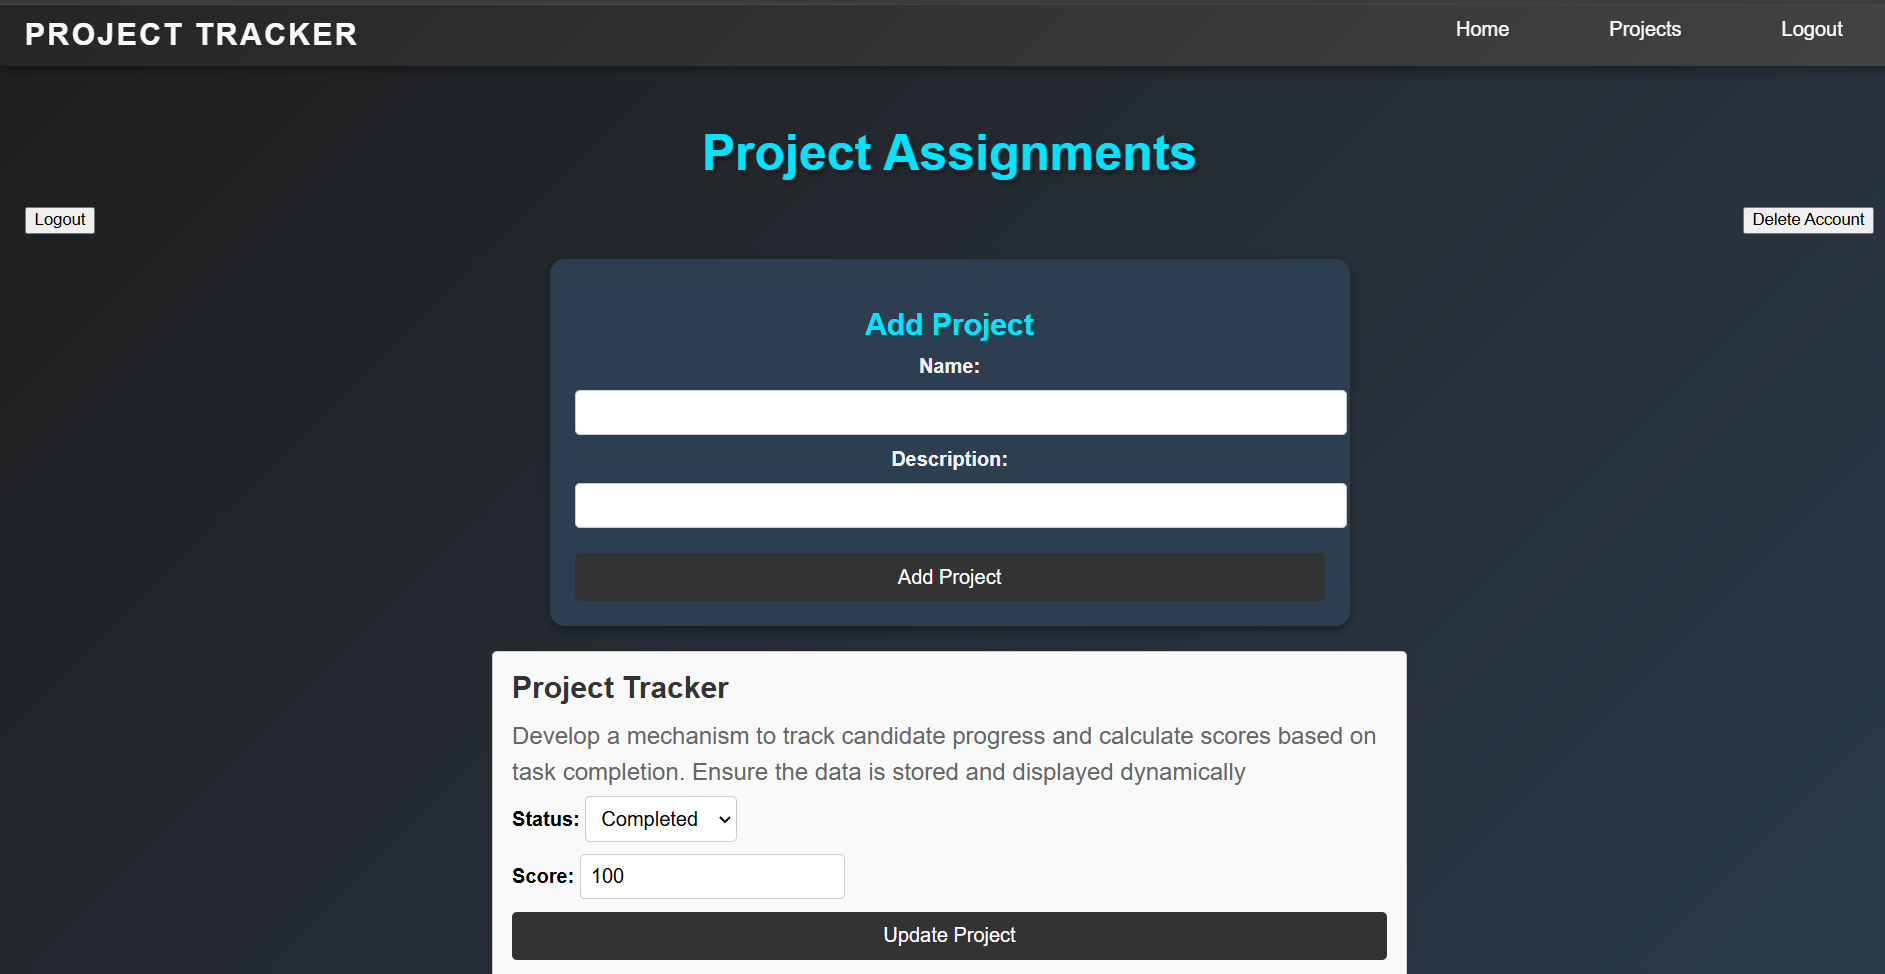 PROJECT TRACKER
Home
Projects
Logout
Project Assignments
Logout
Delete Account
Add Project
Name:
Description:
Add Project
Project Tracker
Develop a mechanism to track candidate progress and calculate scores based on
task completion. Ensure the data is stored and displayed dynamically
Status: Completed
Score: 100
Update Project